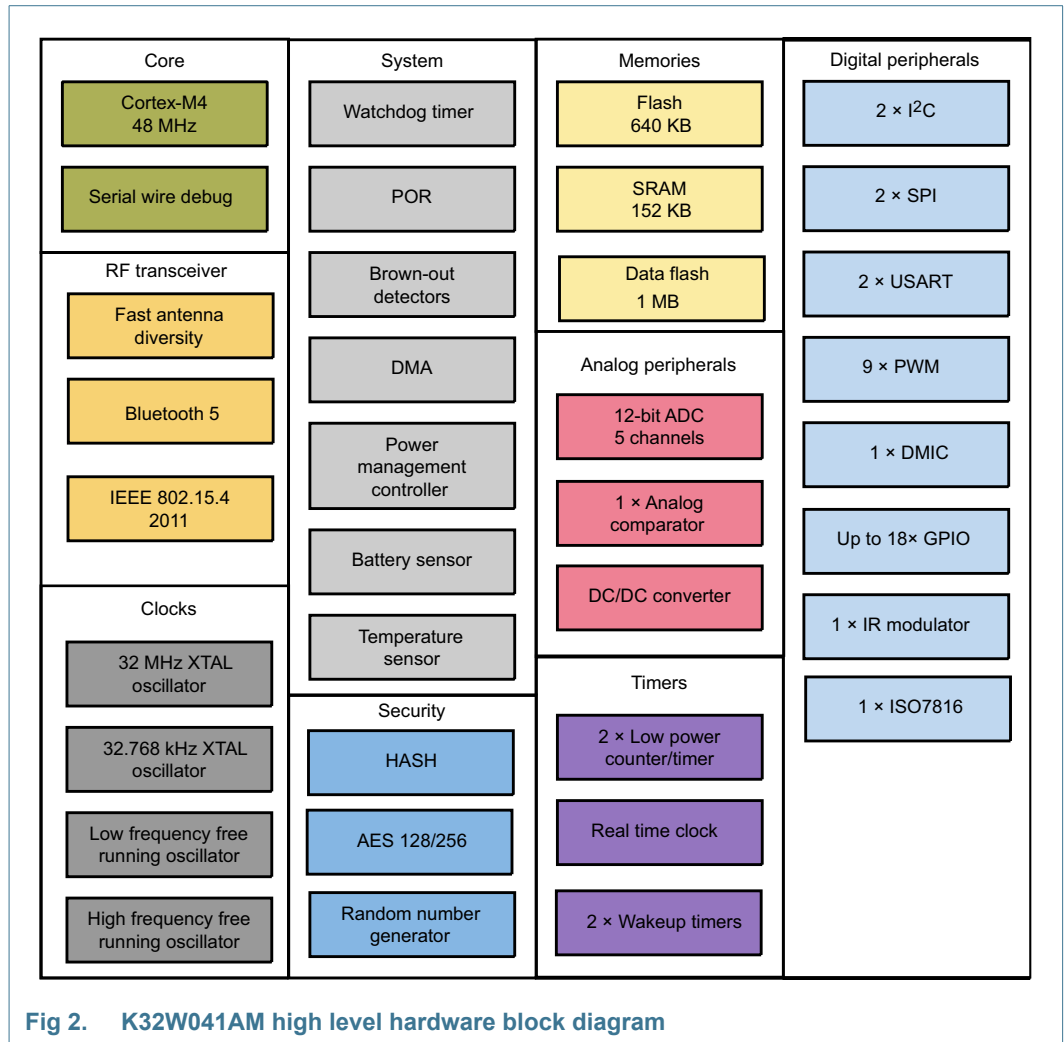 Core
Cortex-M4
48 MHz
Serial wire debug
RF transceiver
Fast antenna
diversity
Bluetooth 5
IEEE 802.15.4
2011
Clocks
32 MHz XTAL
oscillator
32.768 kHz XTAL
oscillator
Low frequency free
running oscillator
High frequency free
running oscillator
System
Watchdog timer
POR
Brown-out
detectors
DMA
Power
management
controller
Battery sensor
Temperature
sensor
Security
HASH
AES 128/256
Random number
generator
Memories
Flash
640 KB
SRAM
152 KB
Data flash
1 MB
Analog peripherals
12-bit ADC
5 channels
1 × Analog
comparator
DC/DC converter
Timers
2 × Low power
counter/timer
Real time clock
2 × Wakeup timers
Digital peripherals
2 × I²C
2 × SPI
2 × USART
9 × PWM
1 × DMIC
Up to 18× GPIO
1 × IR modulator
1 × ISO7816
Fig 2. K32W041AM high level hardware block diagram